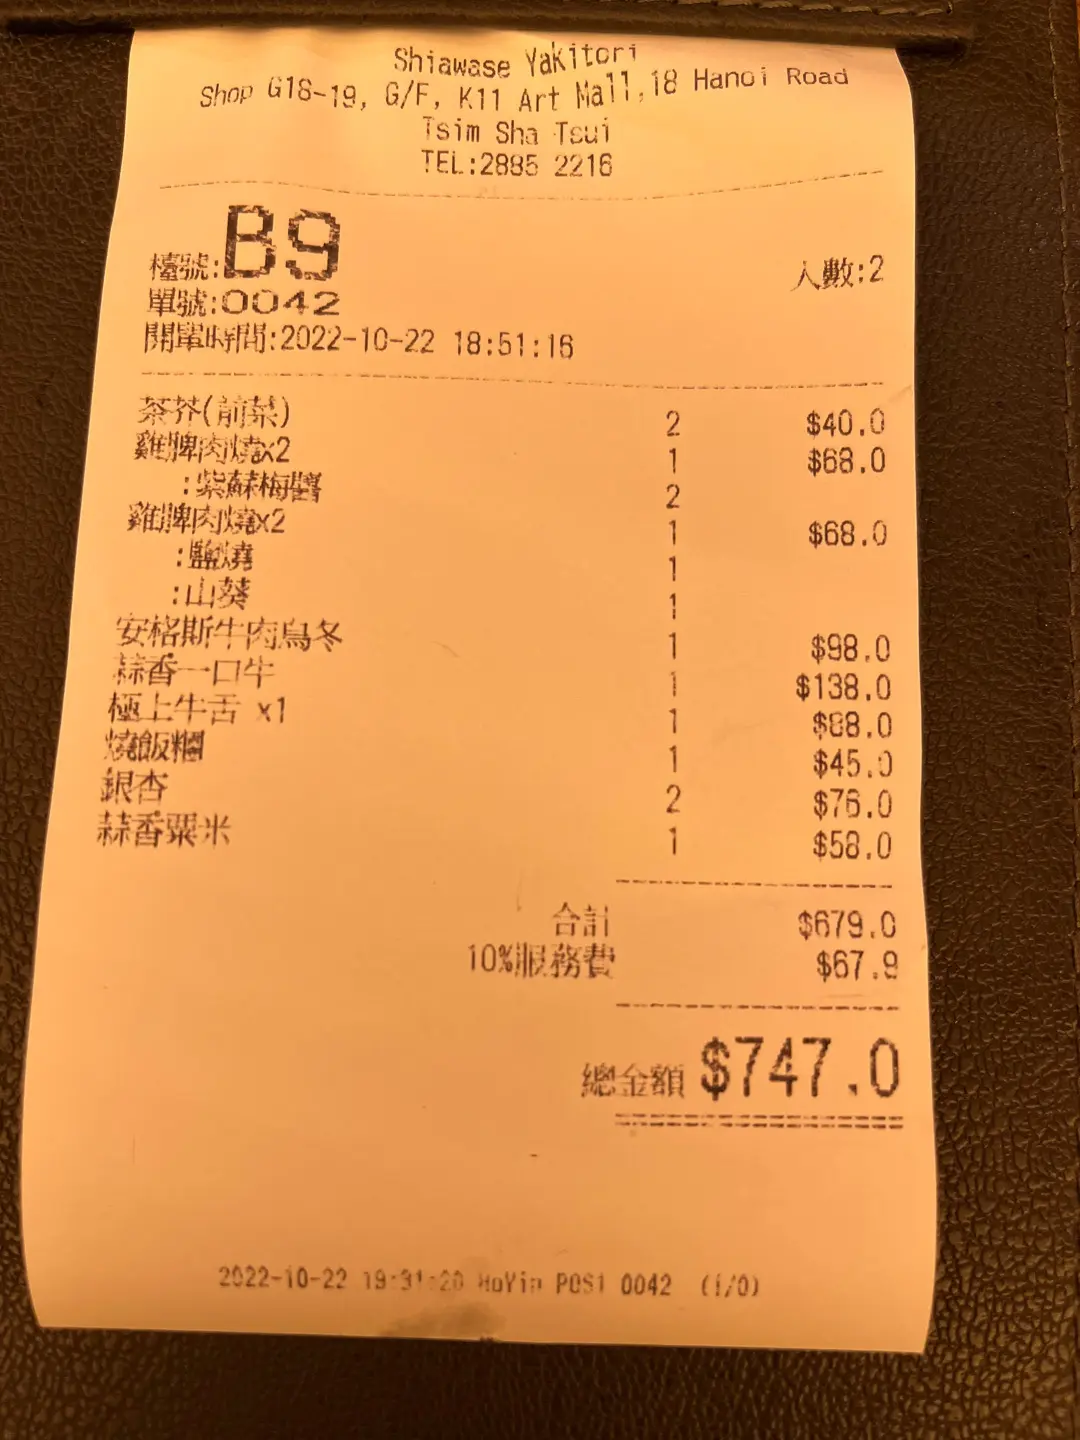 Shiawase Yakitori
Shop G18-19, G/F, K11 Art Mall,18 Hanoi Road
Tsim Sha Tsui
TEL:2885 2216
檯號:B9 人數:2
單號:0042
開單時間:2022-10-22 18:51:16
茶芥(前菜) 2 $40.0
雞脾肉燒x2 1 $68.0
:紫蘇梅醬 2
雞脾肉燒x2 1 $68.0
:鹽燒 1
:山葵 1
安格斯牛肉烏冬 1 $98.0
蒜香一口牛 1 $138.0
極上牛舌 x1 1 $88.0
燒飯糰 1 $45.0
銀杏 2 $76.0
蒜香粟米 1 $58.0
合計 $679.0
10%服務費 $67.9
總金額 $747.0
2022-10-22 19:31:20 HoYin POS1 0042 (1/0)